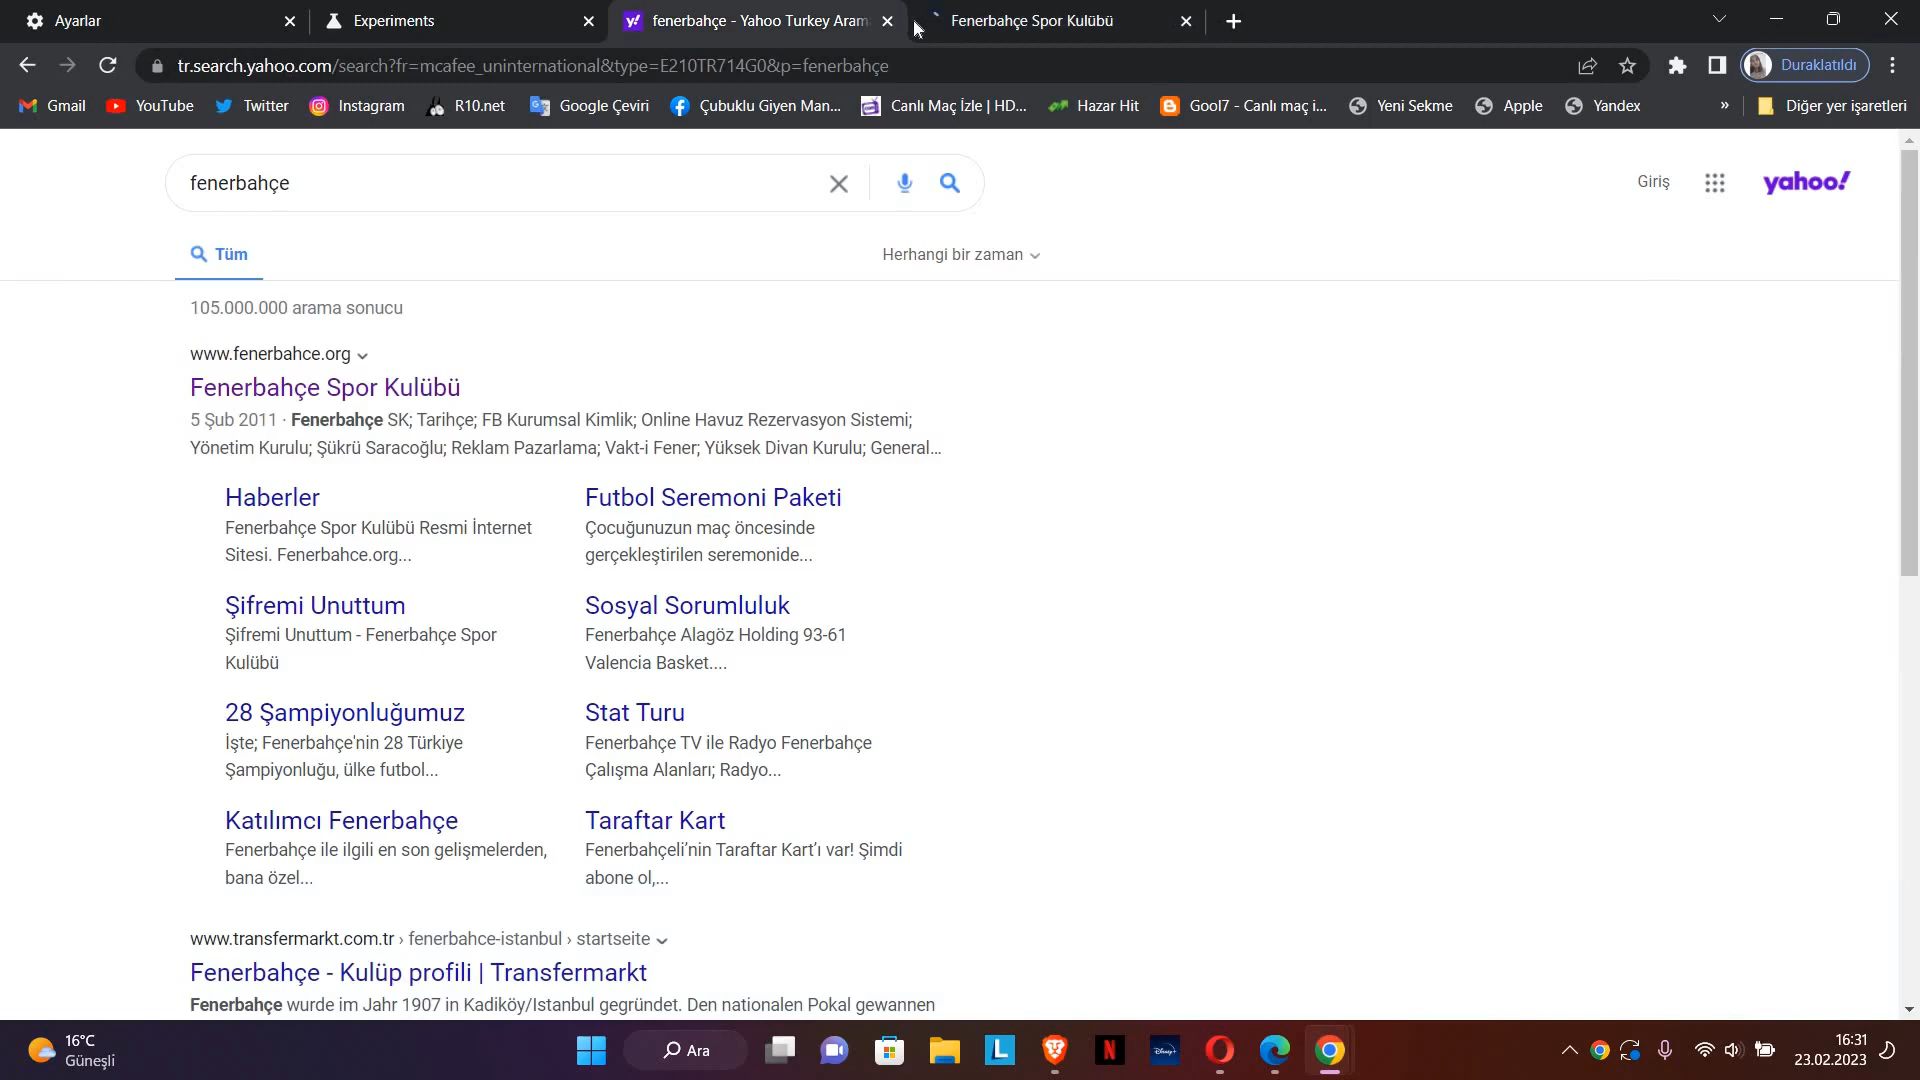 Ayarlar
Experiments
fenerbahçe - Yahoo Turkey Aram
Fenerbahçe Spor Kulübü
tr.search.yahoo.com/search?fr=mcafee_uninternational&type=E210TR714G0&p=fenerbahçe
Duraklatıldı
Gmail
YouTube
Twitter
Instagram
R10.net
Google Çeviri
Çubuklu Giyen Man...
Canlı Maç İzle | HD...
Hazar Hit
Gool7 - Canlı maç i...
Yeni Sekme
Apple
Yandex
»
Diğer yer işaretleri
fenerbahçe
Giriş
yahoo!
Tüm
Herhangi bir zaman
105.000.000 arama sonucu
www.fenerbahce.org
Fenerbahçe Spor Kulübü
5 Şub 2011 · Fenerbahçe SK; Tarihçe; FB Kurumsal Kimlik; Online Havuz Rezervasyon Sistemi;
Yönetim Kurulu; Şükrü Saracoğlu; Reklam Pazarlama; Vakt-i Fener; Yüksek Divan Kurulu; General...
Haberler
Fenerbahçe Spor Kulübü Resmi İnternet
Sitesi. Fenerbahce.org...
Futbol Seremoni Paketi
Çocuğunuzun maç öncesinde
gerçekleştirilen seremonide...
Şifremi Unuttum
Şifremi Unuttum - Fenerbahçe Spor
Kulübü
Sosyal Sorumluluk
Fenerbahçe Alagöz Holding 93-61
Valencia Basket....
28 Şampiyonluğumuz
İşte; Fenerbahçe'nin 28 Türkiye
Şampiyonluğu, ülke futbol...
Stat Turu
Fenerbahçe TV ile Radyo Fenerbahçe
Çalışma Alanları; Radyo...
Katılımcı Fenerbahçe
Fenerbahçe ile ilgili en son gelişmelerden,
bana özel...
Taraftar Kart
Fenerbahçeli’nin Taraftar Kart’ı var! Şimdi
abone ol,...
www.transfermarkt.com.tr › fenerbahce-istanbul › startseite
Fenerbahçe - Kulüp profili | Transfermarkt
Fenerbahçe wurde im Jahr 1907 in Kadiköy/Istanbul gegründet. Den nationalen Pokal gewannen
16°C
Güneşli
Ara
L
N
Disney+
16:31
23.02.2023